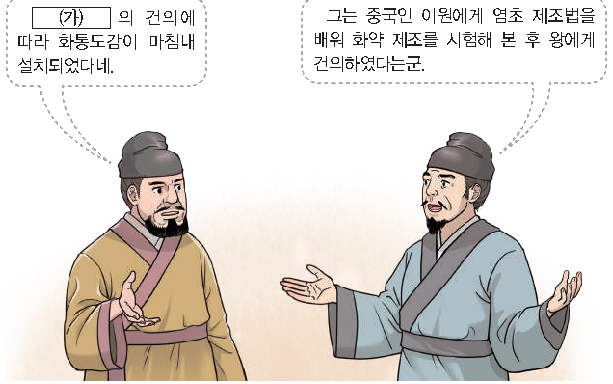 (가) 의 건의에
따라 화통도감이 마침내
설치되었다네.
그는 중국인 이원에게 염초 제조법을
배워 화약 제조를 시험해 본 후 왕에게
건의하였다는군.